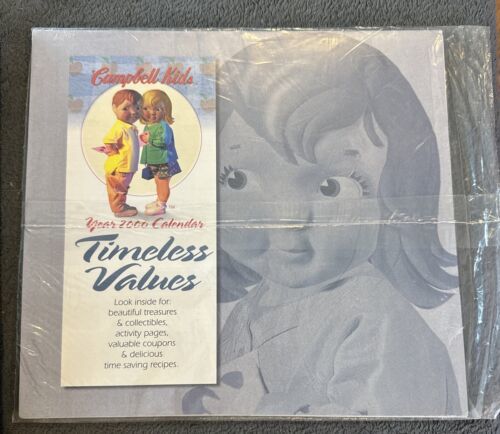 Campbell Kids
TM
Year 2000 Calendar
Timeless
Values
Look inside for:
beautiful treasures
& collectibles,
activity pages,
valuable coupons
& delicious
time saving recipes.